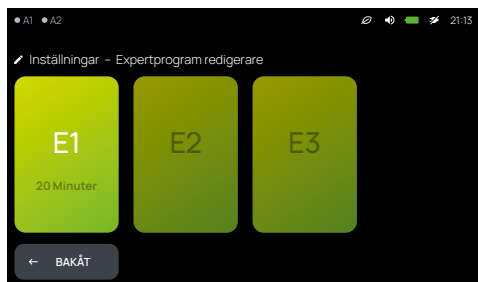 A1 A2 21:13
Inställningar – Expertprogram redigerare
E1 E2 E3
20 Minuter
← BAKÅT